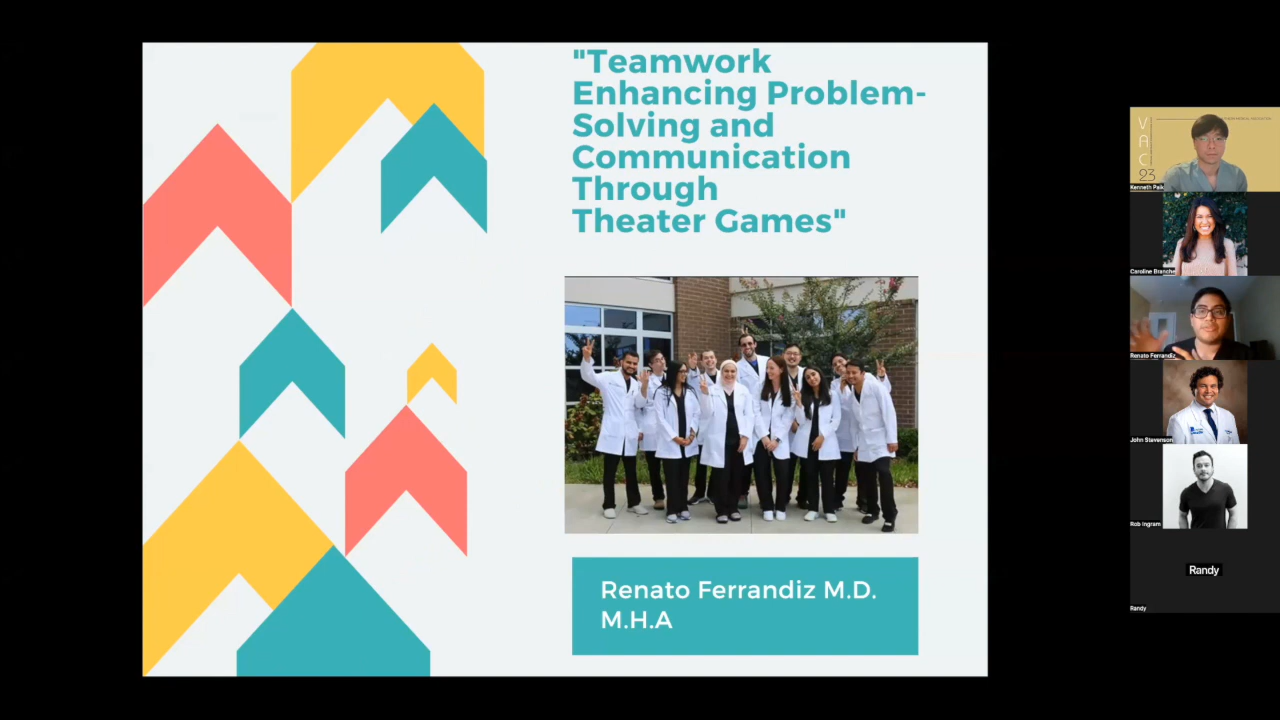 "Teamwork
Enhancing Problem-
Solving and
Communication
Through
Theater Games"
Renato Ferrandiz M.D.
M.H.A
V
A
C
23
Kenneth Paik
Caroline Branche
Renato Ferrandiz
John Stevenson
Rob Ingram
Randy
Randy